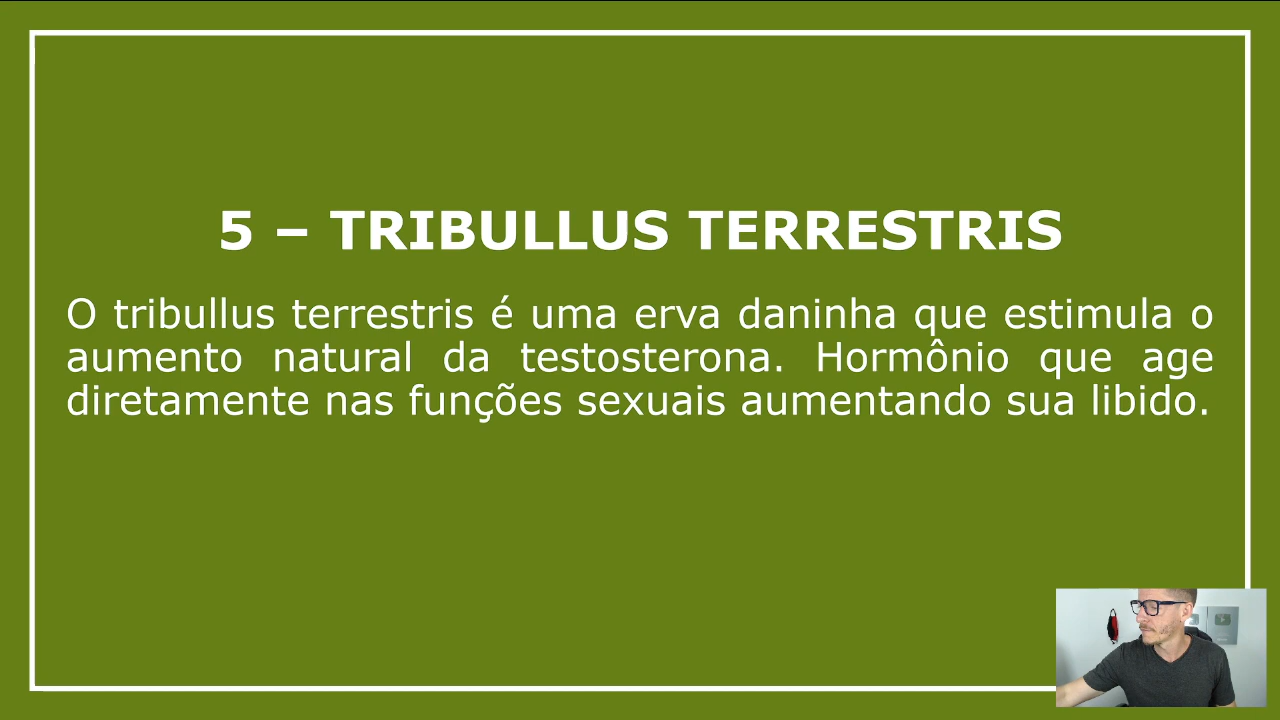 5 – TRIBULLUS TERRESTRIS
O tribullus terrestris é uma erva daninha que estimula o
aumento natural da testosterona. Hormônio que age
diretamente nas funções sexuais aumentando sua libido.